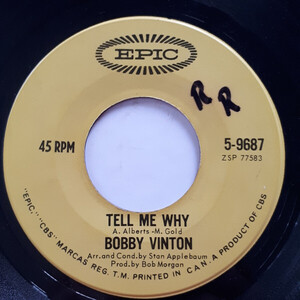 EPIC
R R
45 RPM
5-9687
ZSP 77583
TELL ME WHY
A. Alberts-M. Gold
BOBBY VINTON
Arr. and Cond. by Stan Applebaum
Prod. by Bob Morgan
"EPIC," "CBS" MARCAS REG. T.M. PRINTED IN CAN. A PRODUCT OF CBS